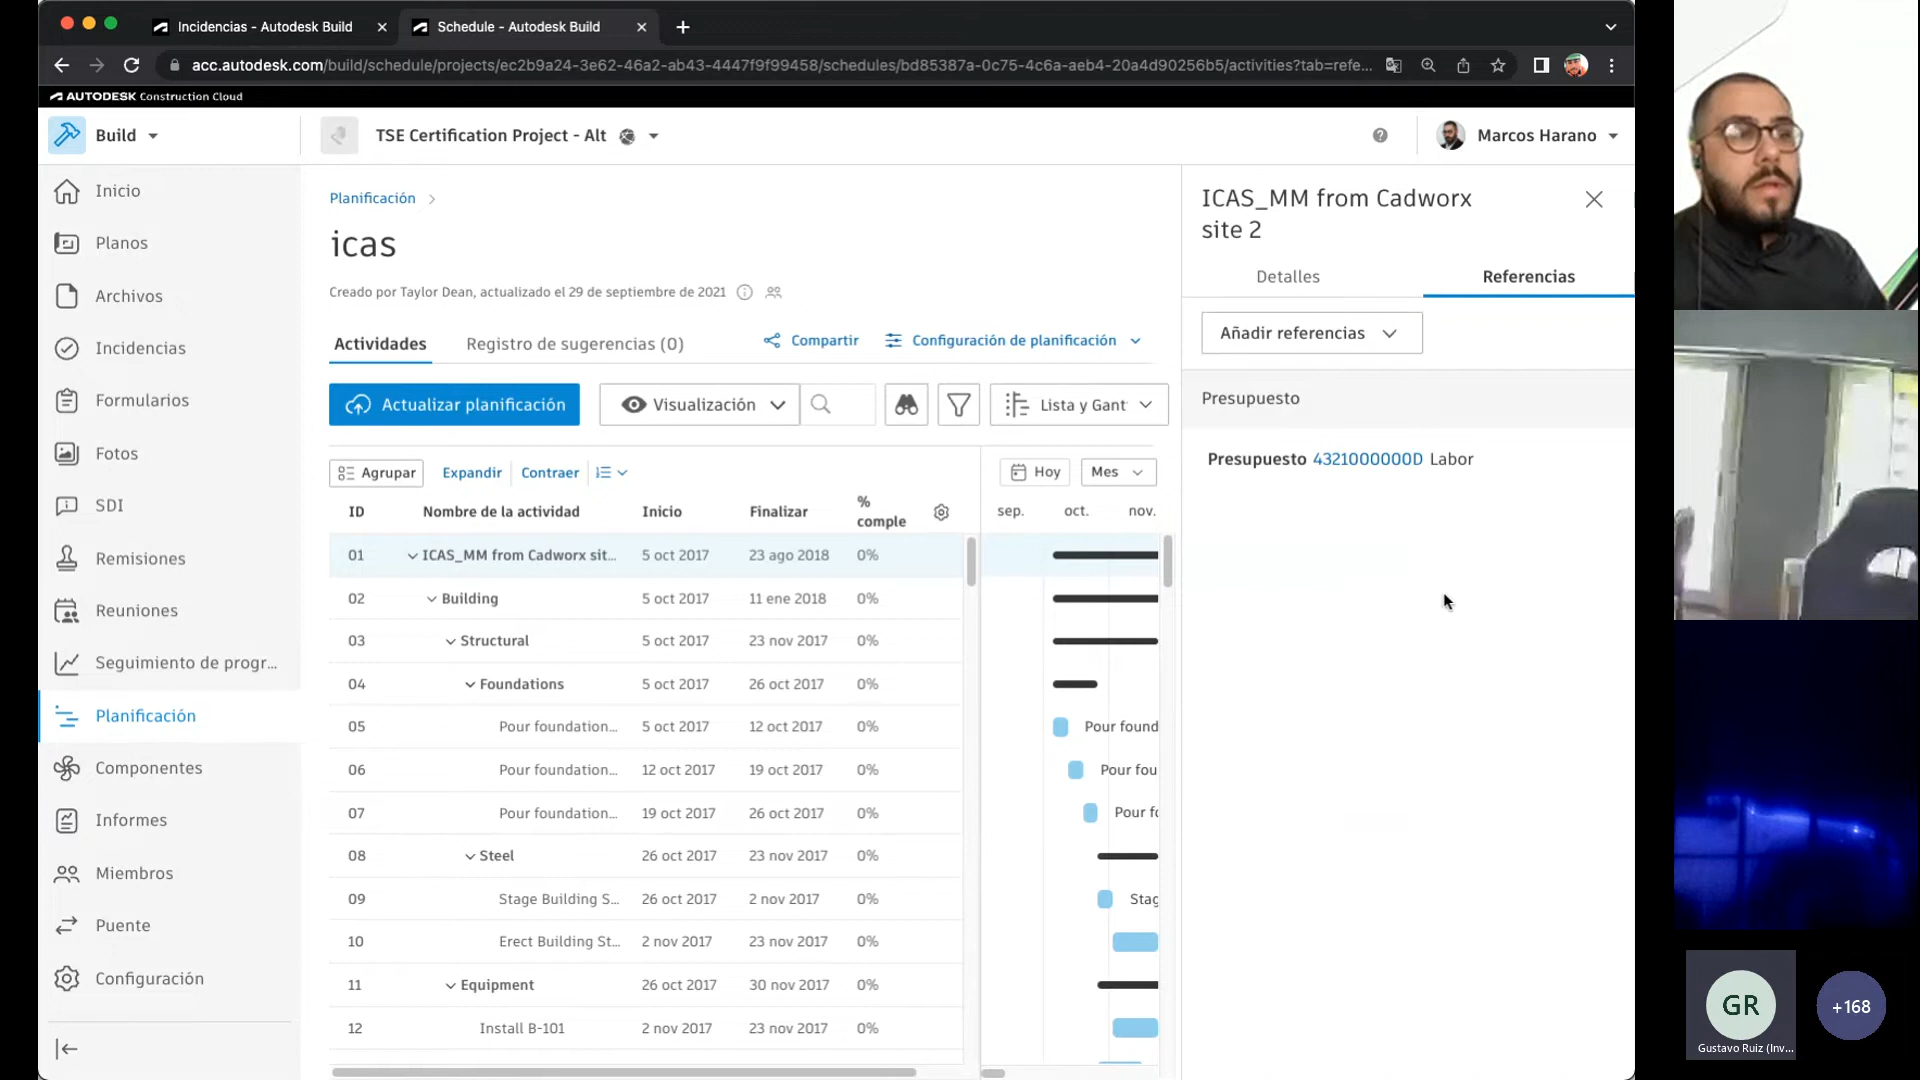 Incidencias - Autodesk Build
Schedule - Autodesk Build
acc.autodesk.com/build/schedule/projects/ec2b9a24-3e62-46a2-ab43-4447f9f99458/schedules/bd85387a-0c75-4c6a-aeb4-20a4d90256b5/activities?tab=refe...
AUTODESK Construction Cloud
Build
TSE Certification Project - Alt
Marcos Harano
Inicio
Planos
Archivos
Incidencias
Formularios
Fotos
SDI
Remisiones
Reuniones
Seguimiento de progr...
Planificación
Componentes
Informes
Miembros
Puente
Configuración
Planificación
icas
Creado por Taylor Dean, actualizado el 29 de septiembre de 2021
Actividades
Registro de sugerencias (0)
Compartir
Configuración de planificación
Actualizar planificación
Visualización
Lista y Gant
Agrupar
Expandir
Contraer
Hoy
Mes
ID Nombre de la actividad Inicio Finalizar % comple
sep. oct. nov.
01 ICAS_MM from Cadworx sit... 5 oct 2017 23 ago 2018 0%
02 Building 5 oct 2017 11 ene 2018 0%
03 Structural 5 oct 2017 23 nov 2017 0%
04 Foundations 5 oct 2017 26 oct 2017 0%
05 Pour foundation... 5 oct 2017 12 oct 2017 0% Pour found
06 Pour foundation... 12 oct 2017 19 oct 2017 0% Pour fou
07 Pour foundation... 19 oct 2017 26 oct 2017 0% Pour fo
08 Steel 26 oct 2017 23 nov 2017 0%
09 Stage Building S... 26 oct 2017 2 nov 2017 0% Stag
10 Erect Building St... 2 nov 2017 23 nov 2017 0%
11 Equipment 26 oct 2017 30 nov 2017 0%
12 Install B-101 2 nov 2017 23 nov 2017 0%
ICAS_MM from Cadworx
site 2
Detalles
Referencias
Añadir referencias
Presupuesto
Presupuesto 4321000000D Labor
GR
Gustavo Ruiz (Inv...
+168